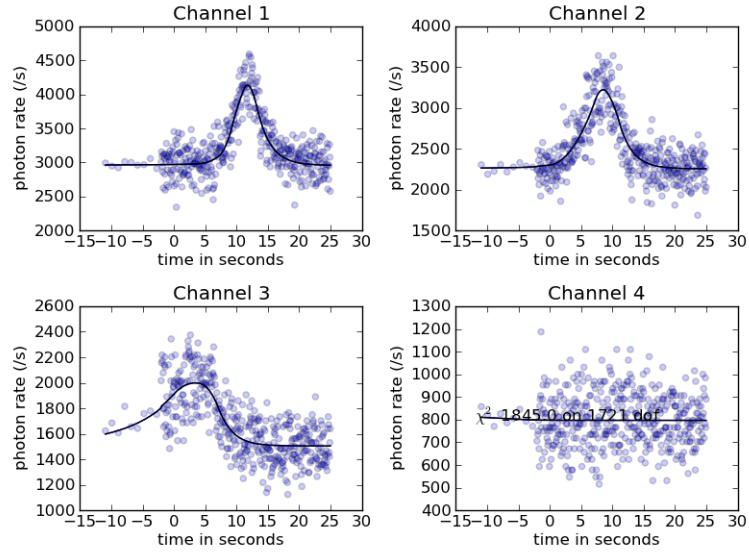 Channel 1
5000
4500
4000
3500
3000
2500
2000
photon rate (/s)
−15 −10 −5 0 5 10 15 20 25 30
time in seconds
Channel 2
4000
3500
3000
2500
2000
1500
photon rate (/s)
−15 −10 −5 0 5 10 15 20 25 30
time in seconds
Channel 3
2600
2400
2200
2000
1800
1600
1400
1200
1000
photon rate (/s)
−15 −10 −5 0 5 10 15 20 25 30
time in seconds
Channel 4
1300
1200
1100
1000
900
800
700
600
500
400
photon rate (/s)
χ² 1845.0 on 1721 dof
−15 −10 −5 0 5 10 15 20 25 30
time in seconds